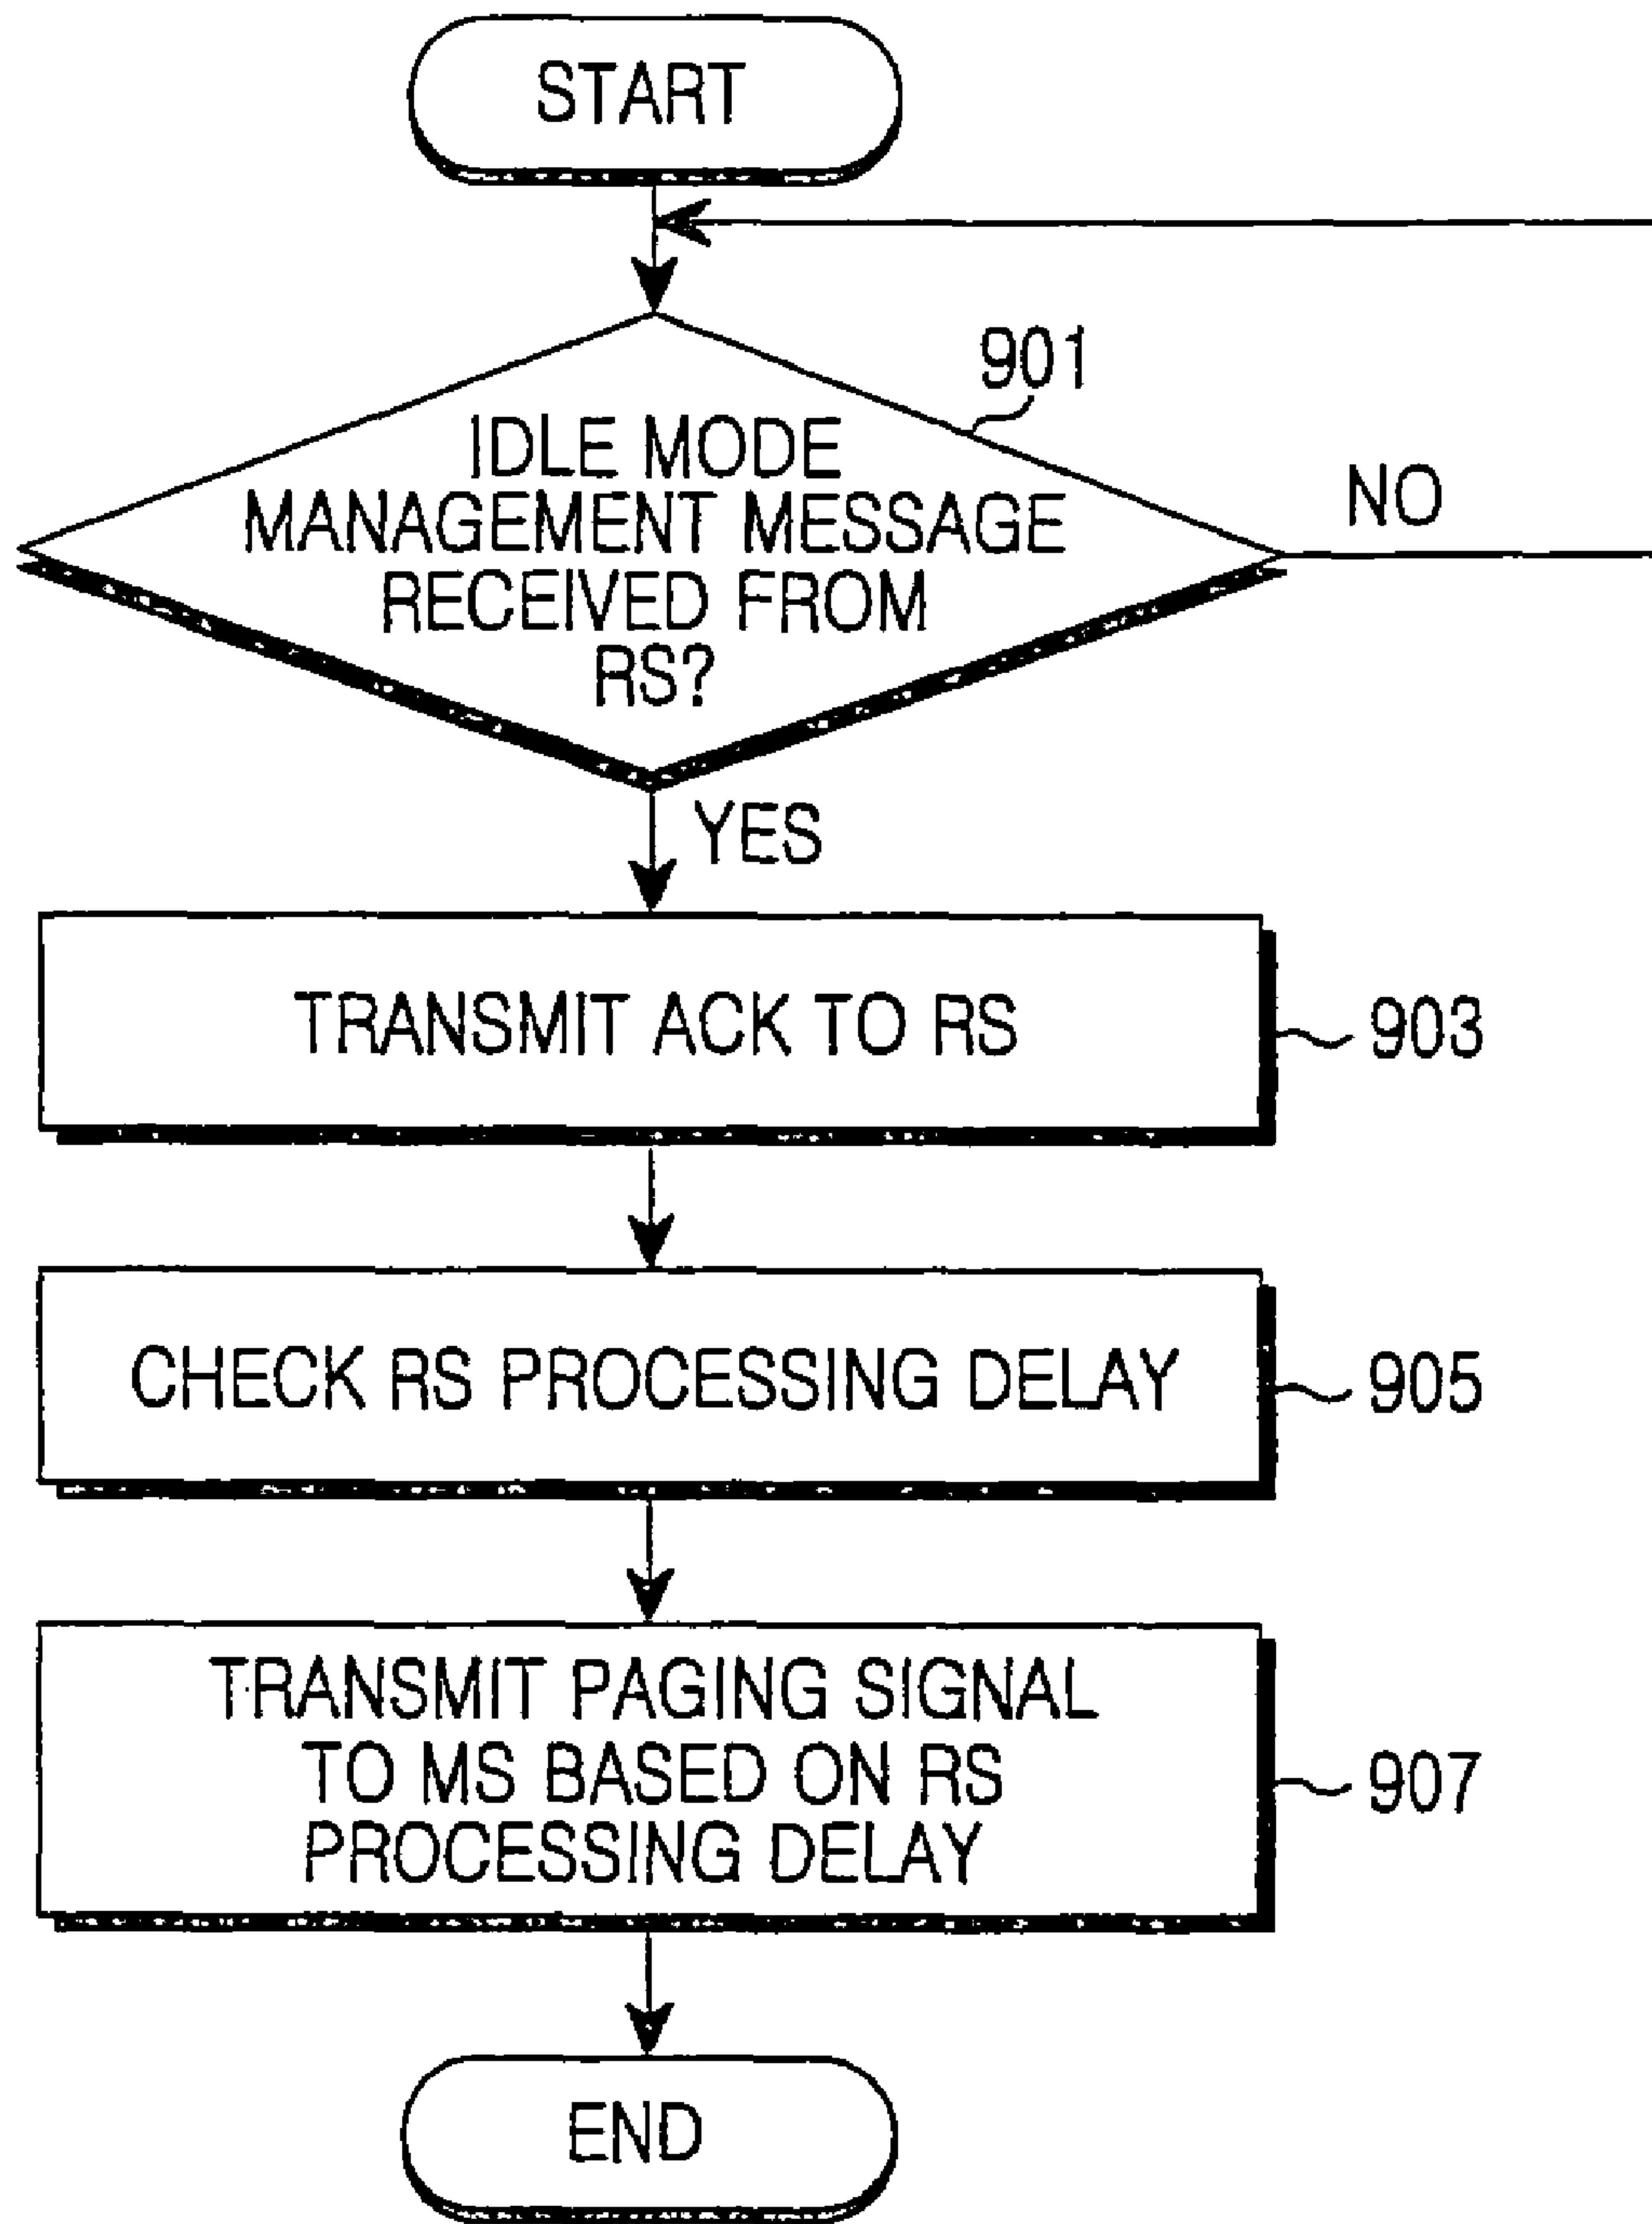 START
901
IDLE MODE
MANAGEMENT MESSAGE
RECEIVED FROM
RS?
NO
YES
TRANSMIT ACK TO RS
903
CHECK RS PROCESSING DELAY
905
TRANSMIT PAGING SIGNAL
TO MS BASED ON RS
PROCESSING DELAY
907
END